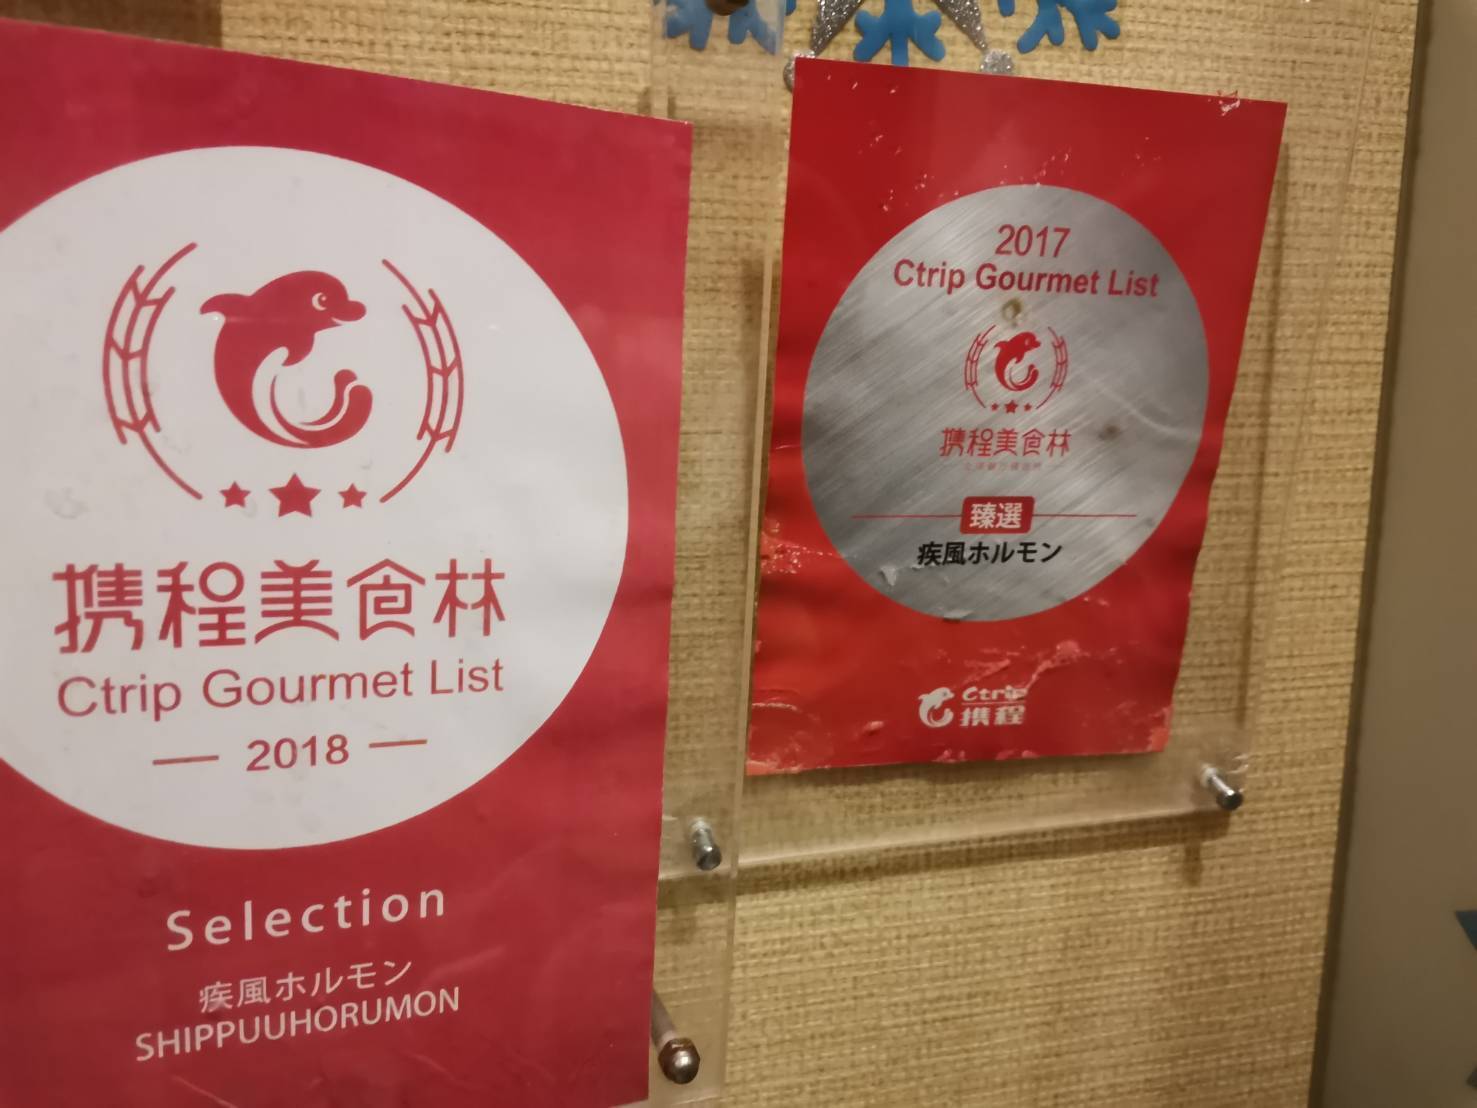 携程美食林
Ctrip Gourmet List
2018
Selection
疾風ホルモン
SHIPPUUHORUMON
2017
Ctrip Gourmet List
携程美食林
臻選
疾風ホルモン
Ctrip
携程